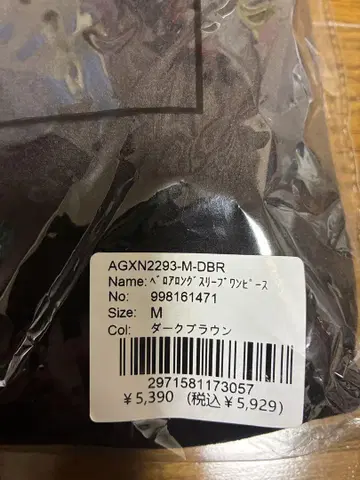 AGXN2293-M-DBR
Name: ﾍﾞﾛｱﾛﾝｸﾞｽﾘｰﾌﾞﾜﾝﾋﾟｰｽ
No: 998161471
Size: M
Col: ダークブラウン
2971581173057
¥5,390 (税込¥5,929)